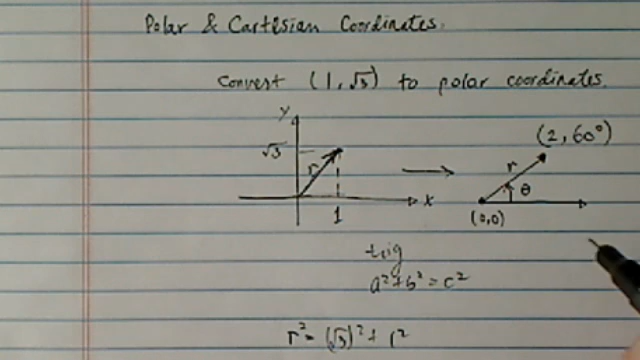 Polar & Cartesian Coordinates.
Convert (1, √3) to polar coordinates.
y
√3
r
1
x
(2, 60°)
r
θ
(0,0)
trig
a² + b² = c²
r² = (√3)² + 1²